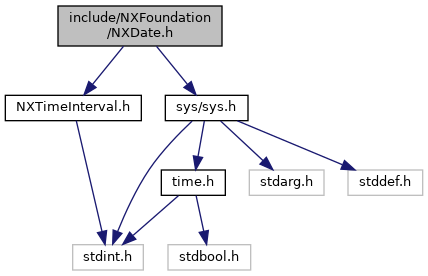 include/NXFoundation
/NXDate.h
NXTimeInterval.h
sys/sys.h
time.h
stdarg.h
stddef.h
stdint.h
stdbool.h